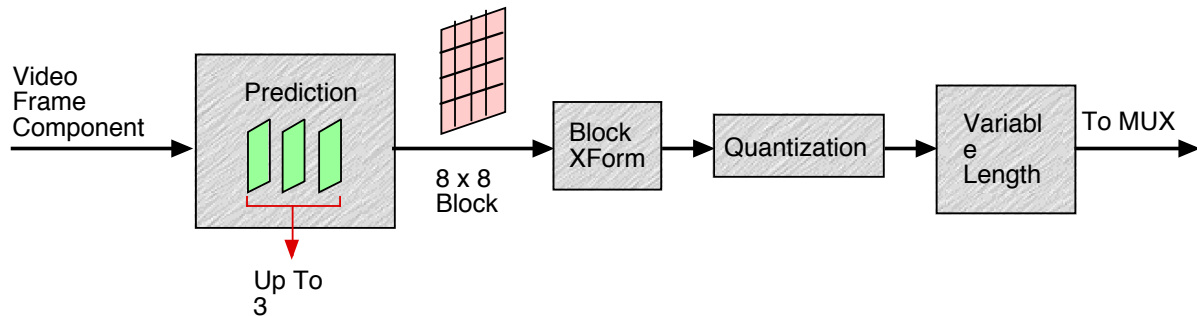 Video
Frame
Component
Prediction
Up To
3
8 x 8
Block
Block
XForm
Quantization
Variabl
e
Length
To MUX